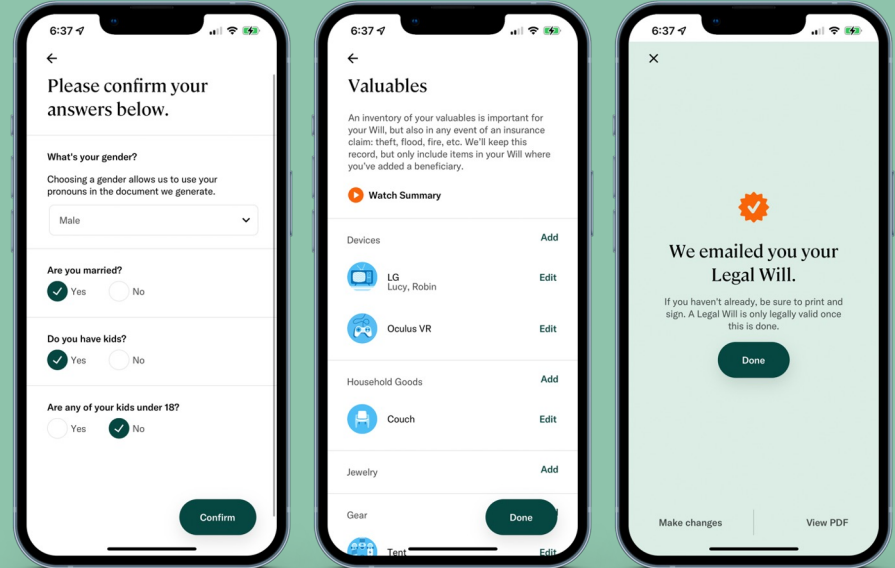 6:37
Please confirm your
answers below.
What's your gender?
Choosing a gender allows us to use your
pronouns in the document we generate.
Male
Are you married?
Yes No
Do you have kids?
Yes No
Are any of your kids under 18?
Yes No
Confirm
6:37
Valuables
An inventory of your valuables is important for
your Will, but also in any event of an insurance
claim: theft, flood, fire, etc. We'll keep this
record, but only include items in your Will where
you've added a beneficiary.
Watch Summary
Devices Add
LG Edit
Lucy, Robin
Oculus VR Edit
Household Goods Add
Couch Edit
Jewelry Add
Gear
Done
Tent Edit
6:37
We emailed you your
Legal Will.
If you haven't already, be sure to print and
sign. A Legal Will is only legally valid once
this is done.
Done
Make changes View PDF